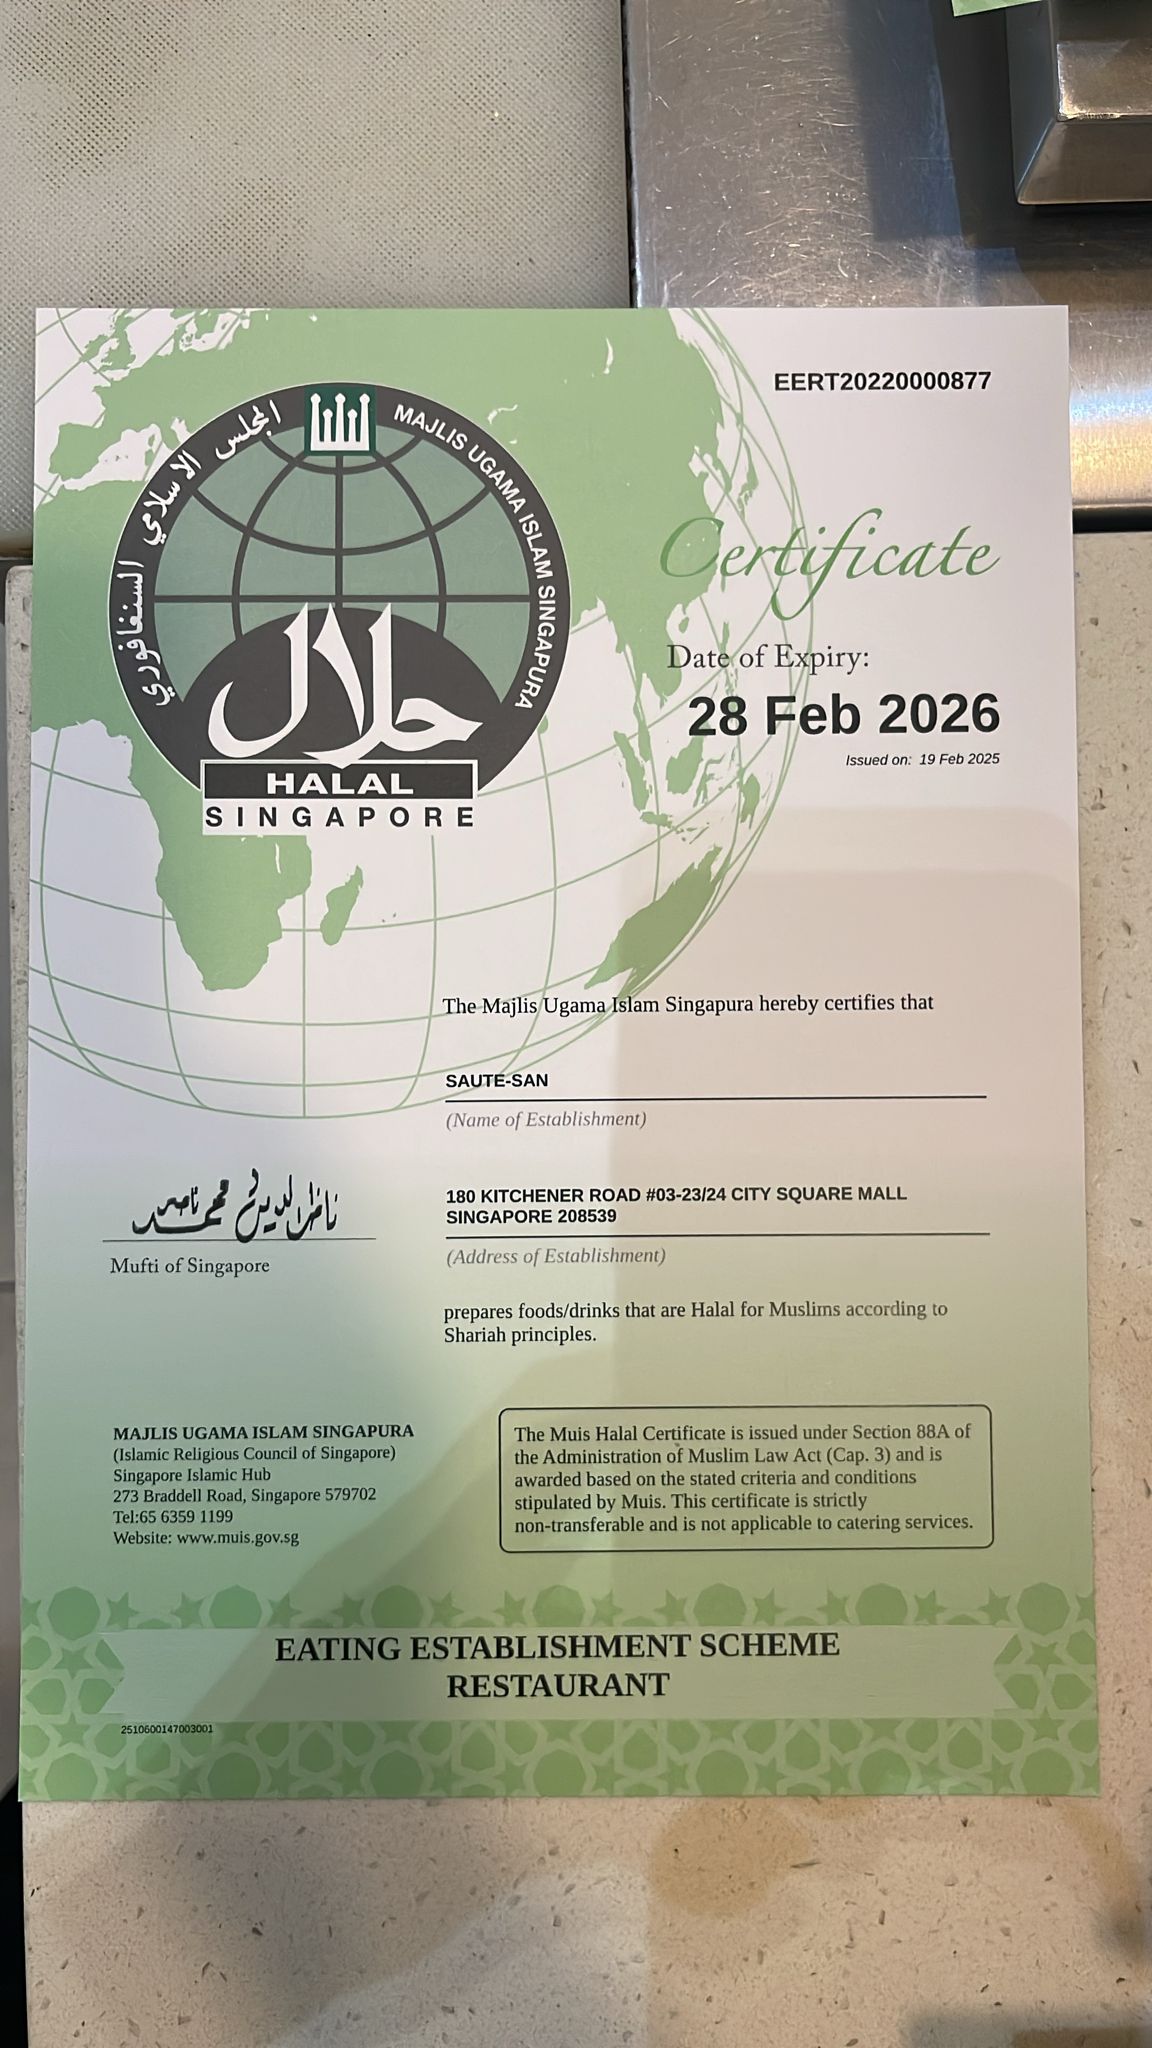 EERT20220000877
المجلس الاسلامي السنغافوري
MAJLIS UGAMA ISLAM SINGAPURA
حلال
HALAL
SINGAPORE
Certificate
Date of Expiry:
28 Feb 2026
Issued on: 19 Feb 2025
The Majlis Ugama Islam Singapura hereby certifies that
SAUTE-SAN
(Name of Establishment)
180 KITCHENER ROAD #03-23/24 CITY SQUARE MALL
SINGAPORE 208539
(Address of Establishment)
Mufti of Singapore
prepares foods/drinks that are Halal for Muslims according to
Shariah principles.
MAJLIS UGAMA ISLAM SINGAPURA
(Islamic Religious Council of Singapore)
Singapore Islamic Hub
273 Braddell Road, Singapore 579702
Tel:65 6359 1199
Website: www.muis.gov.sg
The Muis Halal Certificate is issued under Section 88A of
the Administration of Muslim Law Act (Cap. 3) and is
awarded based on the stated criteria and conditions
stipulated by Muis. This certificate is strictly
non-transferable and is not applicable to catering services.
EATING ESTABLISHMENT SCHEME
RESTAURANT
2510600147003001